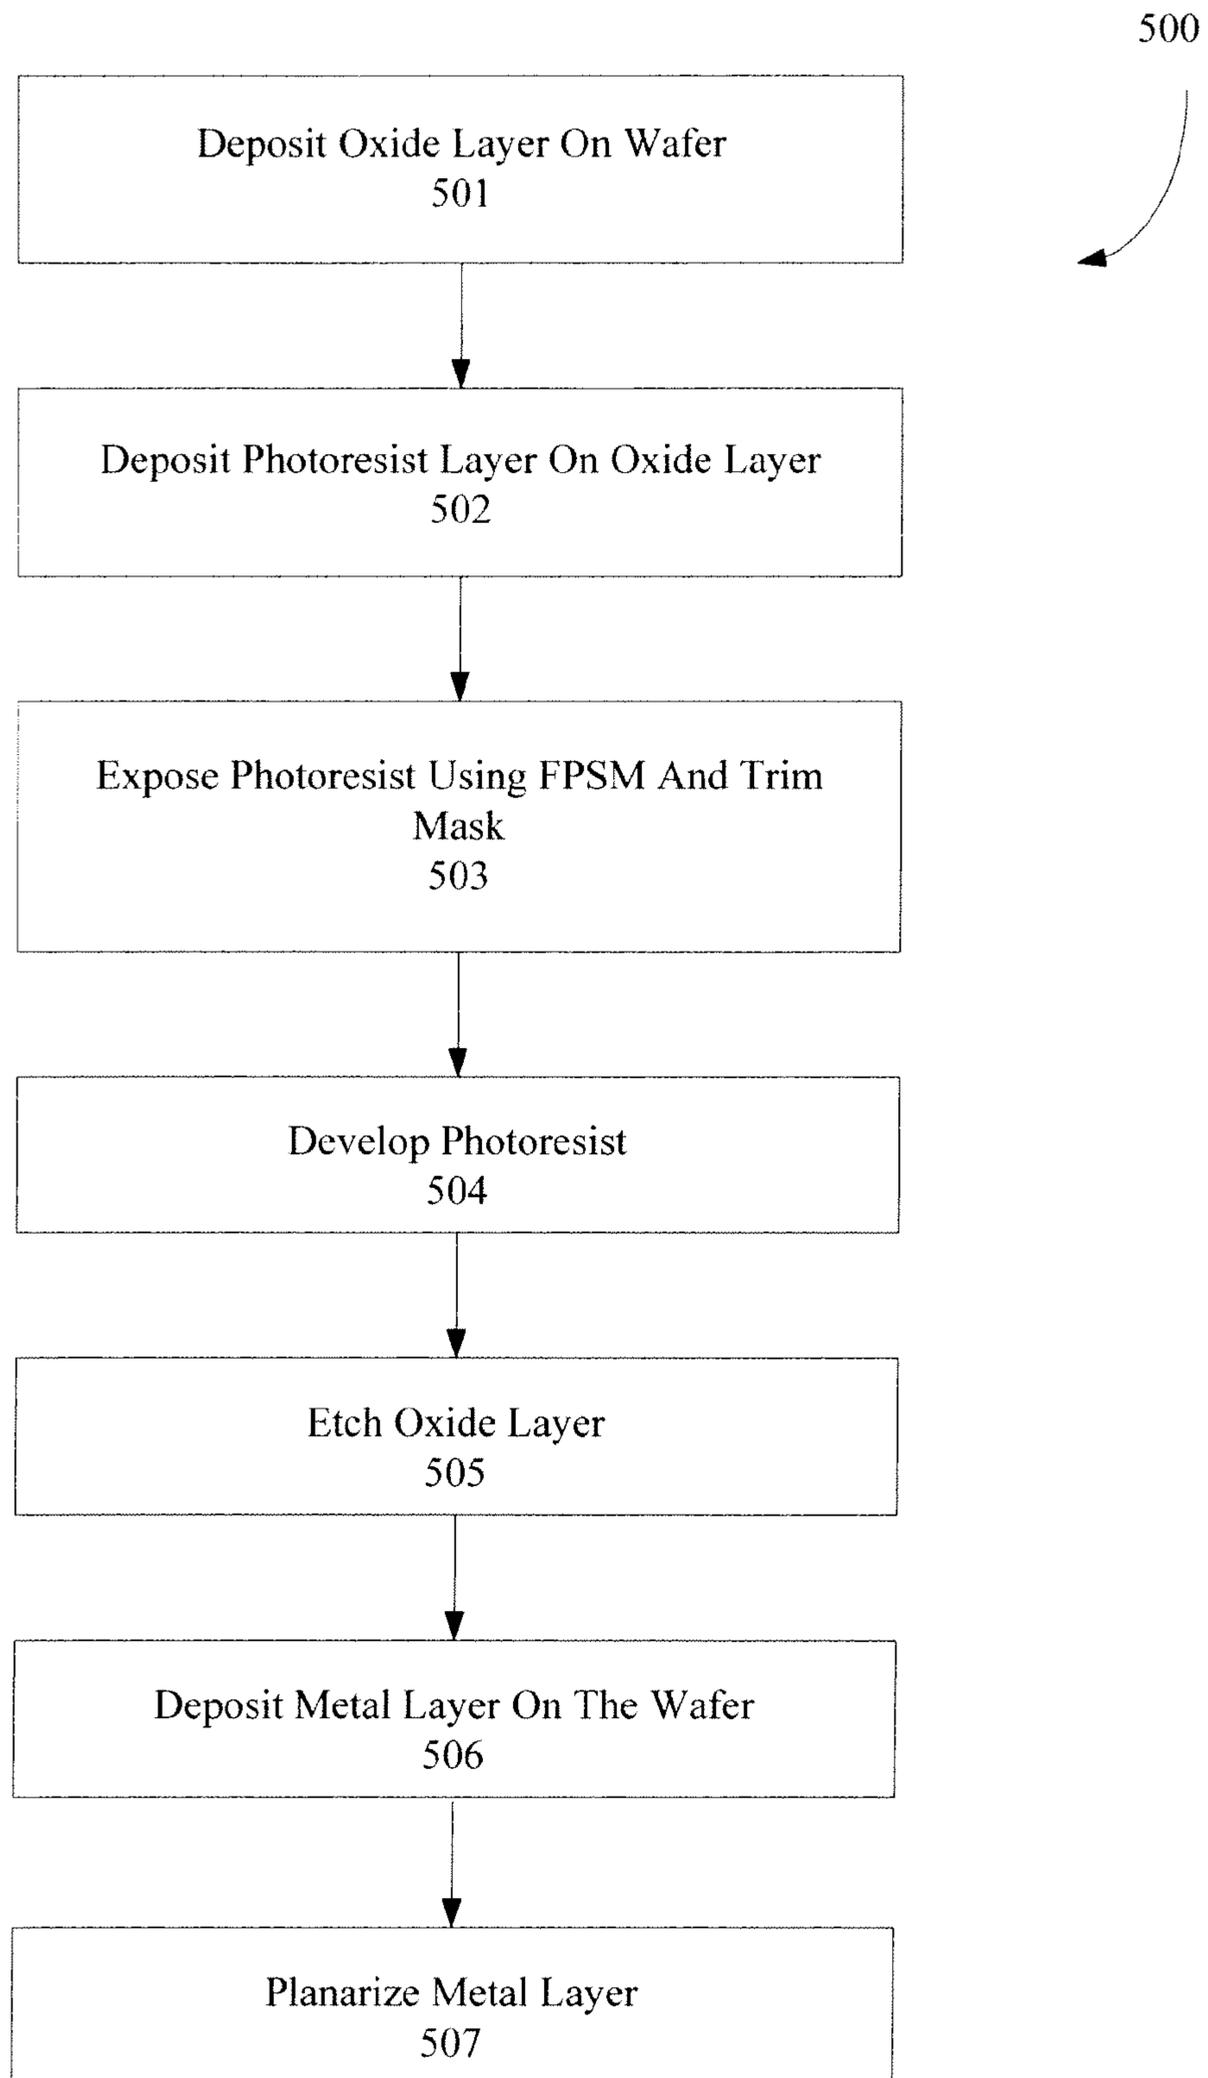 500
Deposit Oxide Layer On Wafer
501
Deposit Photoresist Layer On Oxide Layer
502
Expose Photoresist Using FPSM And Trim
Mask
503
Develop Photoresist
504
Etch Oxide Layer
505
Deposit Metal Layer On The Wafer
506
Planarize Metal Layer
507